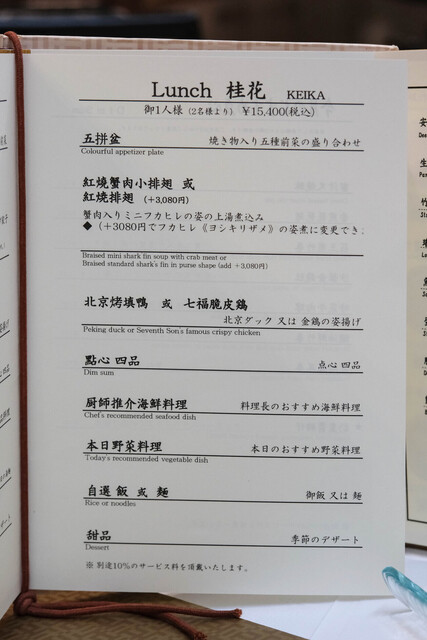 Lunch 桂花 KEIKA
御1人様 (2名様より) ¥15,400(税込)
五拼盆 焼き物入り五種前菜の盛り合わせ
Colourful appetizer plate
紅燒蟹肉小排翅 或
紅焼排翅 (+3,080円)
蟹肉入りミニフカヒレの姿の上湯煮込み
◆（+3080円でフカヒレ《ヨシキリザメ》の姿煮に変更でき
Braised mini shark fin soup with crab meat or
Braised standard shark's fin in purse shape (add +3,080円)
北京烤填鴨 或 七福脆皮鶏
北京ダック 又は 金鶏の姿揚げ
Peking duck or Seventh Son's famous crispy chicken
點心 四品 点心 四品
Dim sum
厨師推介海鮮料理 料理長のおすすめ海鮮料理
Chef's recommended seafood dish
本日野菜料理 本日のおすすめ野菜料理
Today's recommended vegetable dish
自選 飯 或 麺 御飯 又は 麺
Rice or noodles
甜品 季節のデザート
Dessert
※ 別途10%のサービス料を頂戴いたします。